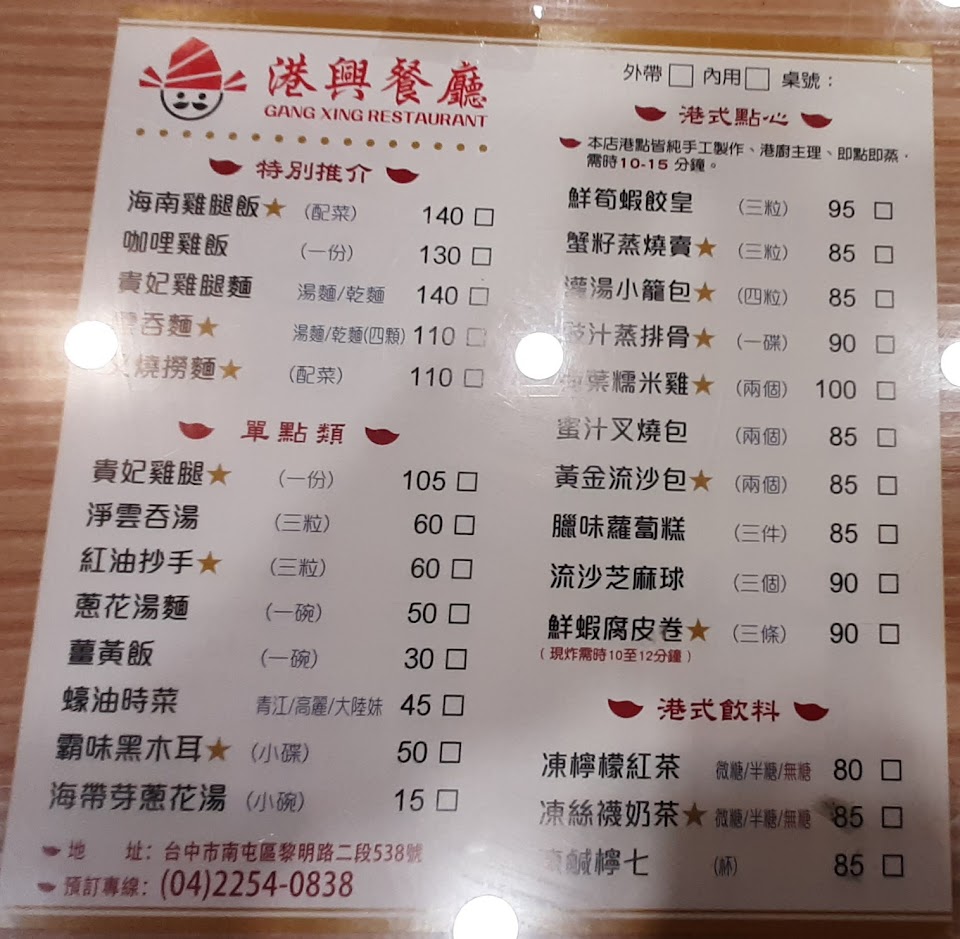 港興餐廳
GANG XING RESTAURANT
特別推介
海南雞腿飯★ (配菜) 140 □
咖哩雞飯 (一份) 130 □
貴妃雞腿麵 湯麵/乾麵 140 □
吞麵★ 湯麵/乾麵(四顆) 110 □
燒撈麵★ (配菜) 110 □
單點類
貴妃雞腿★ (一份) 105 □
淨雲吞湯 (三粒) 60 □
紅油抄手★ (三粒) 60 □
蔥花湯麵 (一碗) 50 □
薑黃飯 (一碗) 30 □
蠔油時菜 青江/高麗/大陸妹 45 □
霸味黑木耳★ (小碟) 50 □
海帶芽蔥花湯 (小碗) 15 □
地 址：台中市南屯區黎明路二段538號
預訂專線：(04)2254-0838
外帶□ 內用□ 桌號：
港式點心
本店港點皆純手工製作、港廚主理、即點即蒸．
需時10-15 分鐘。
鮮筍蝦餃皇 (三粒) 95 □
蟹籽蒸燒賣★ (三粒) 85 □
灌湯小籠包★ (四粒) 85 □
豉汁蒸排骨★ (一碟) 90 □
葉糯米雞★ (兩個) 100 □
蜜汁叉燒包 (兩個) 85 □
黃金流沙包★ (兩個) 85 □
臘味蘿蔔糕 (三件) 85 □
流沙芝麻球 (三個) 90 □
鮮蝦腐皮卷★ (三條) 90 □
( 現炸需時10至12分鐘 )
港式飲料
凍檸檬紅茶 微糖/半糖/無糖 80 □
凍絲襪奶茶★ 微糖/半糖/無糖 85 □
鹹檸七 (杯) 85 □